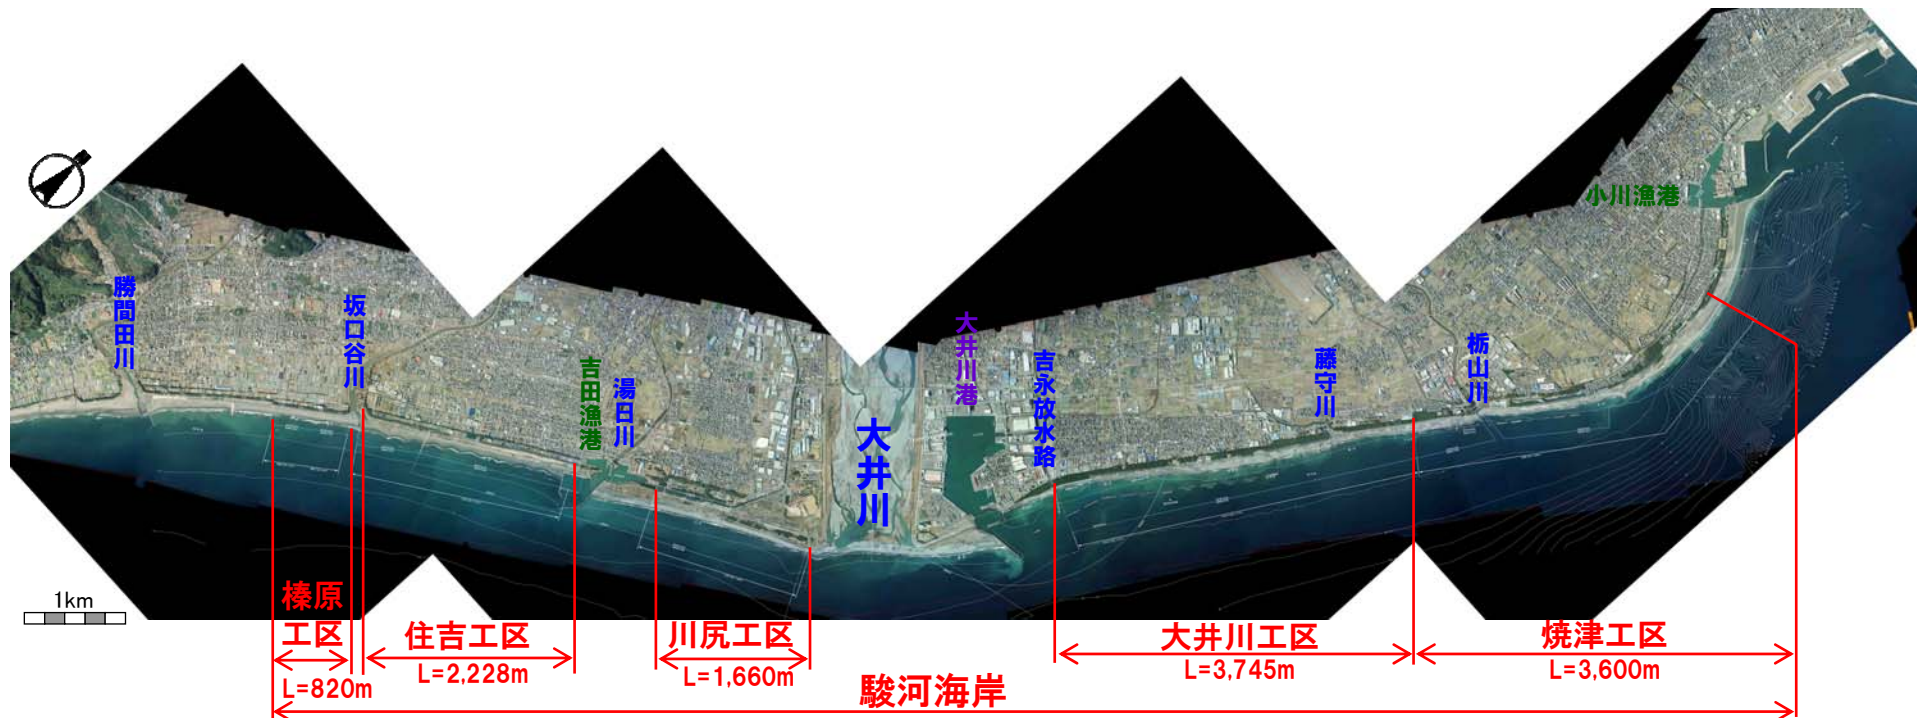 勝間田川
坂口谷川
吉田漁港
湯日川
大井川
大井川港
吉永放水路
藤守川
栃山川
小川漁港
1km
榛原
工区
L=820m
住吉工区
L=2,228m
川尻工区
L=1,660m
大井川工区
L=3,745m
焼津工区
L=3,600m
駿河海岸